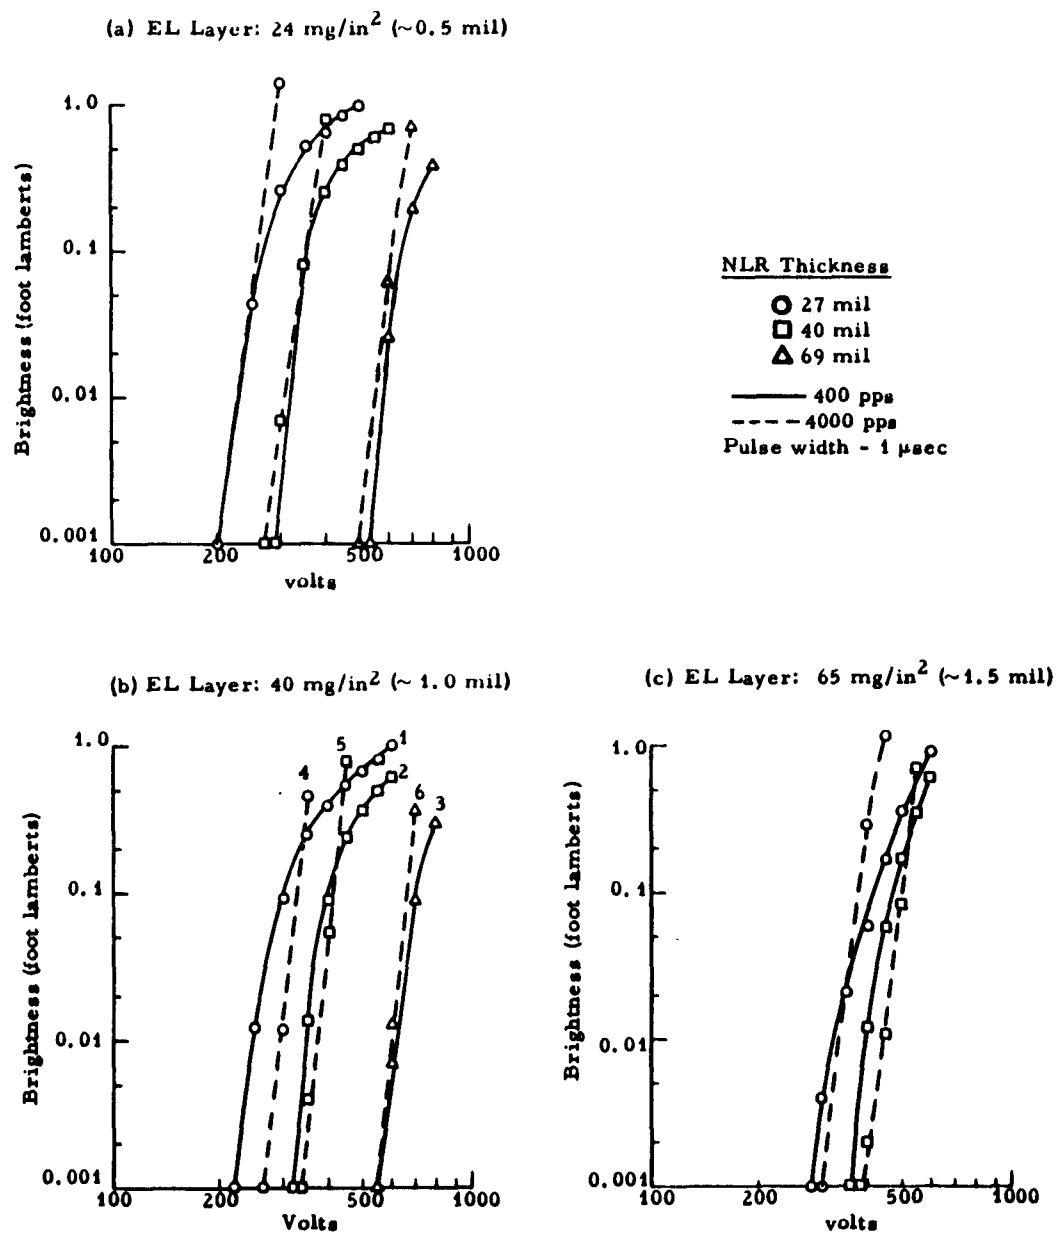 (a) EL Layer: 24 mg/in² (~0.5 mil)
1.0
0.1
0.01
0.001
Brightness (foot lamberts)
100 200 500 1000
volts
NLR Thickness
27 mil
40 mil
69 mil
400 pps
4000 pps
Pulse width - 1 μsec
(b) EL Layer: 40 mg/in² (~ 1.0 mil)
1.0
0.1
0.01
0.001
Brightness (foot lamberts)
4
5
1
2
6
3
100 200 500 1000
Volts
(c) EL Layer: 65 mg/in² (~1.5 mil)
1.0
0.1
0.01
0.001
Brightness (foot lamberts)
100 200 500 1000
volts